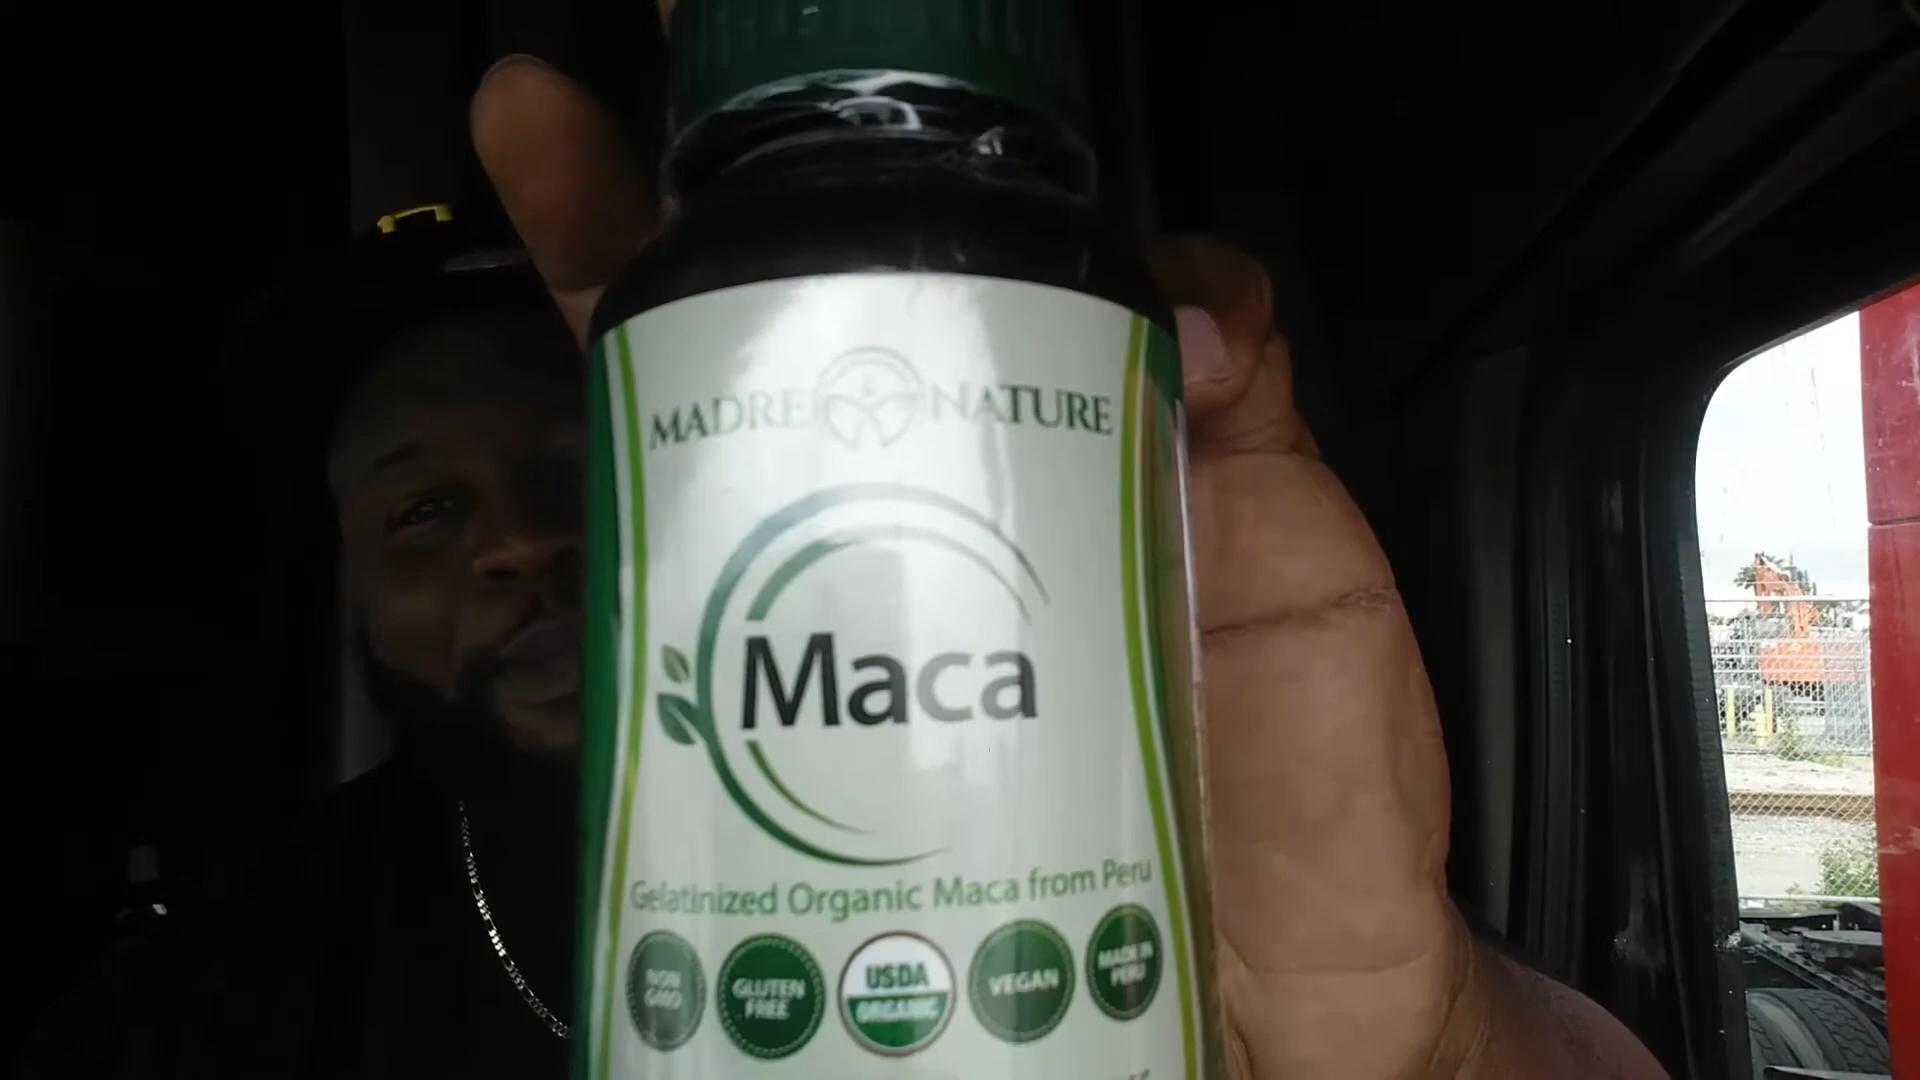 MADRE NATURE
Maca
Gelatinized Organic Maca from Peru
NON GMO
GLUTEN FREE
USDA ORGANIC
VEGAN
MADE IN PERU